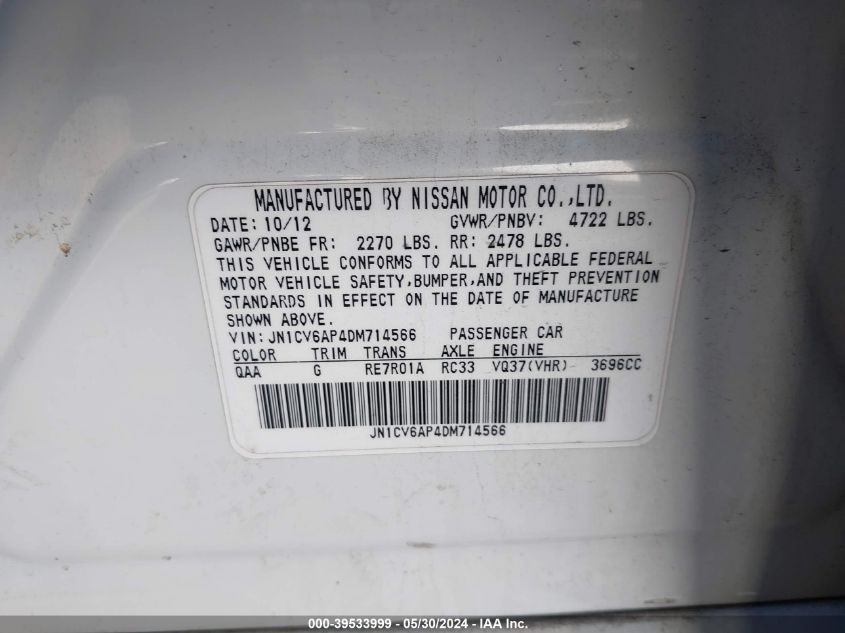 MANUFACTURED BY NISSAN MOTOR CO.,LTD.
DATE: 10/12 GVWR/PNBV: 4722 LBS.
GAWR/PNBE FR: 2270 LBS. RR: 2478 LBS.
THIS VEHICLE CONFORMS TO ALL APPLICABLE FEDERAL
MOTOR VEHICLE SAFETY,BUMPER,AND THEFT PREVENTION
STANDARDS IN EFFECT ON THE DATE OF MANUFACTURE
SHOWN ABOVE.
VIN: JN1CV6AP4DM714566 PASSENGER CAR
COLOR TRIM TRANS AXLE ENGINE
QAA G RE7R01A RC33 VQ37(VHR) 3696CC
JN1CV6AP4DM714566
000-39533999 - 05/30/2024 - IAA Inc.